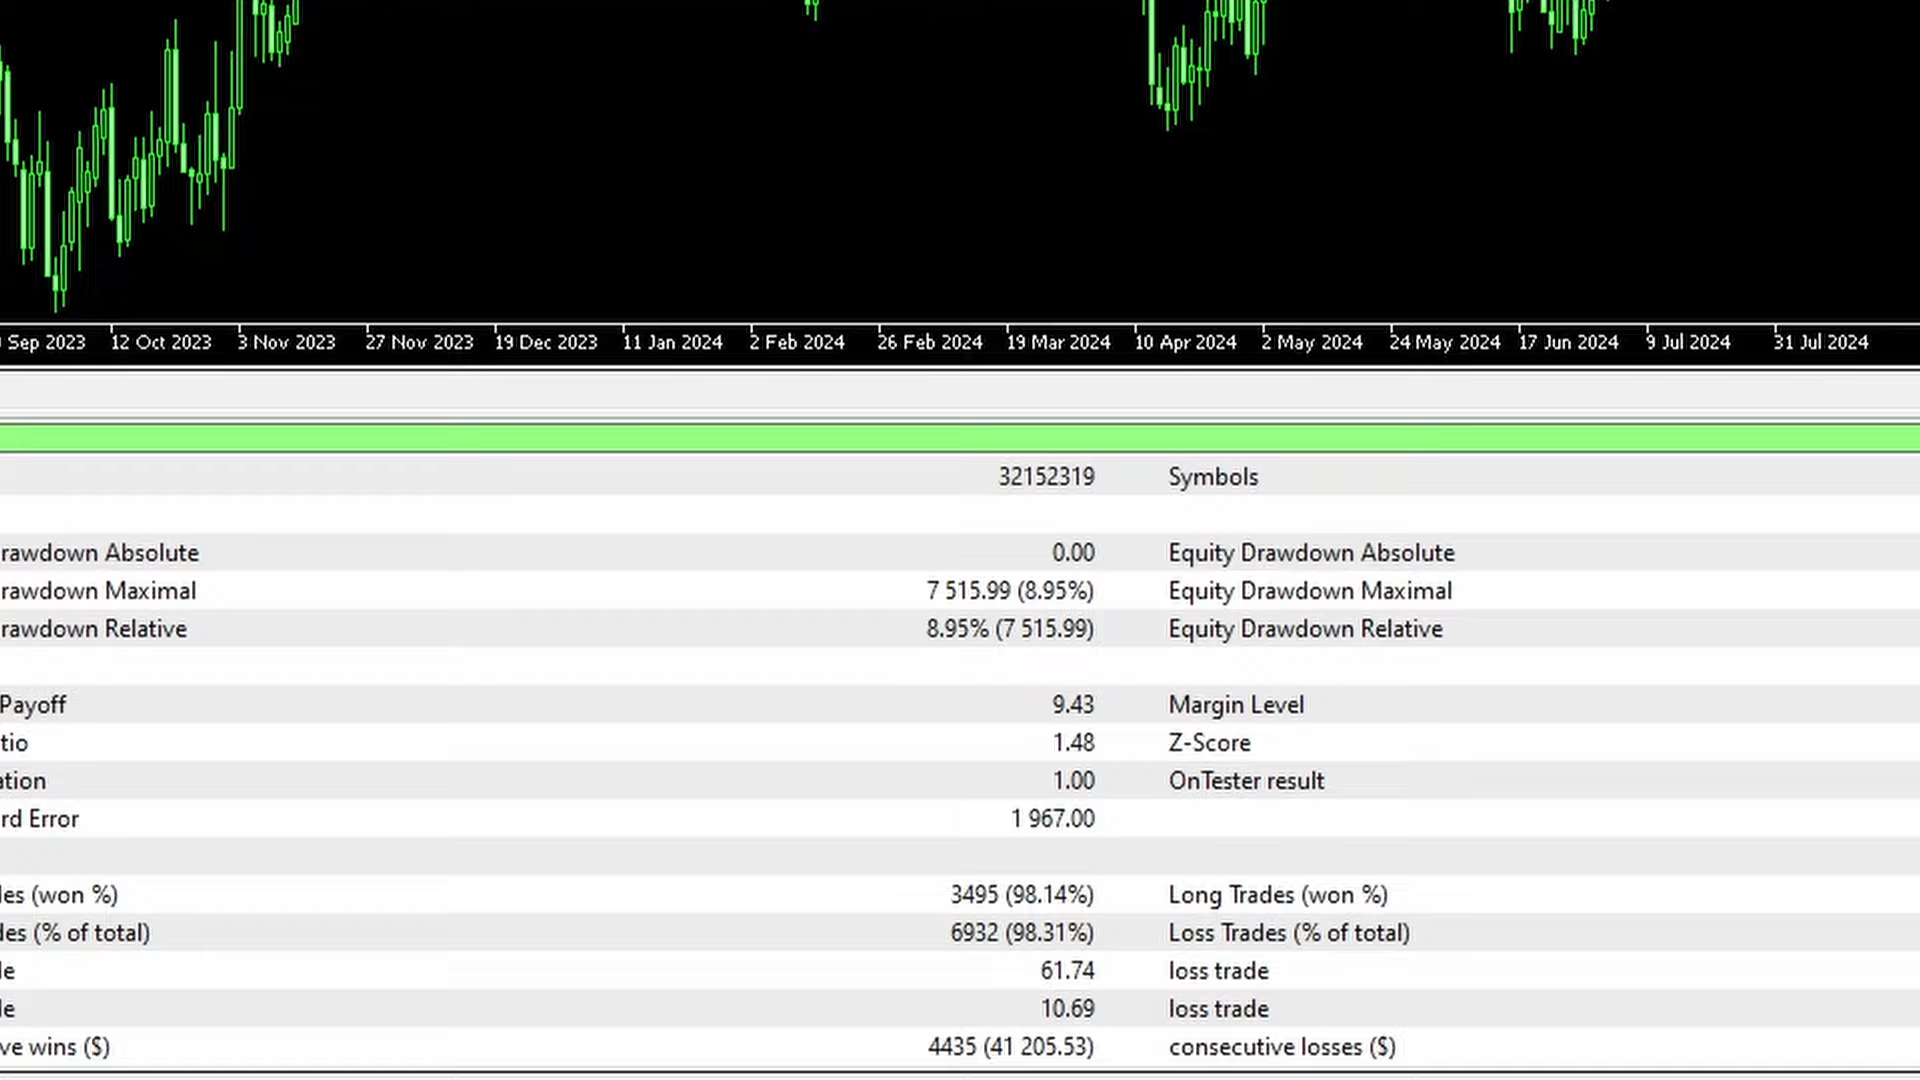 Sep 2023 12 Oct 2023 3 Nov 2023 27 Nov 2023 19 Dec 2023 11 Jan 2024 2 Feb 2024 26 Feb 2024 19 Mar 2024 10 Apr 2024 2 May 2024 24 May 2024 17 Jun 2024 9 Jul 2024 31 Jul 2024
32152319 Symbols
rawdown Absolute 0.00 Equity Drawdown Absolute
rawdown Maximal 7 515.99 (8.95%) Equity Drawdown Maximal
rawdown Relative 8.95% (7 515.99) Equity Drawdown Relative
Payoff 9.43 Margin Level
tio 1.48 Z-Score
ation 1.00 OnTester result
rd Error 1 967.00
les (won %) 3495 (98.14%) Long Trades (won %)
des (% of total) 6932 (98.31%) Loss Trades (% of total)
le 61.74 loss trade
le 10.69 loss trade
ve wins ($) 4435 (41 205.53) consecutive losses ($)